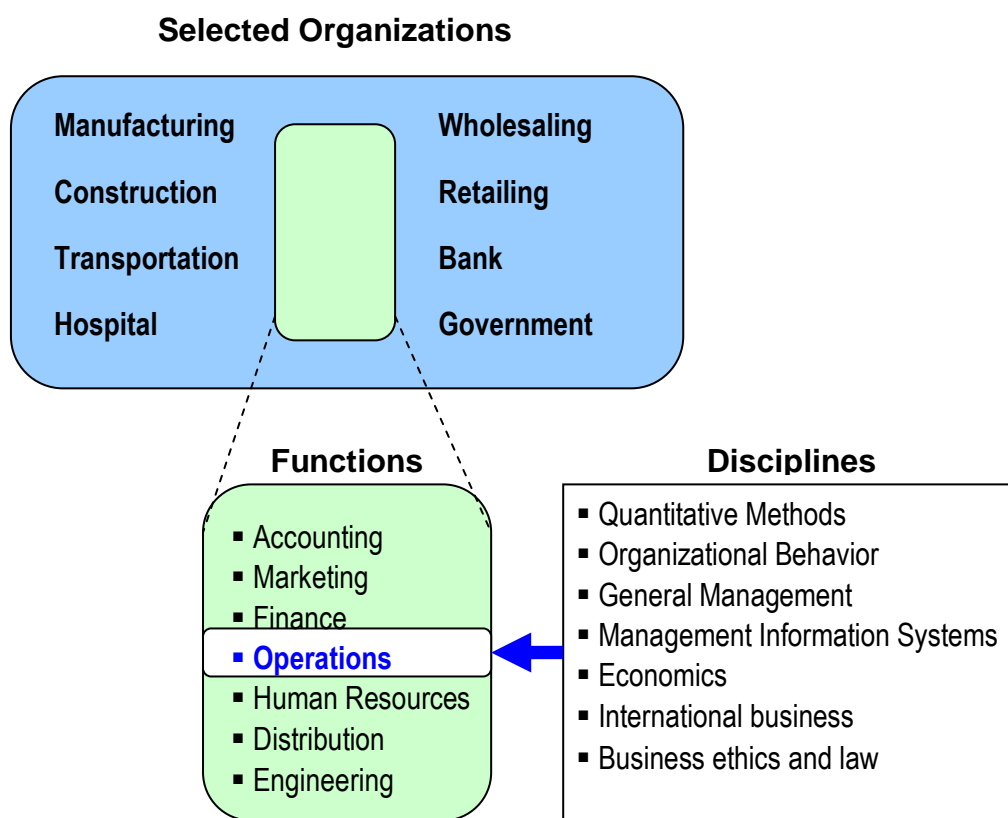 Selected Organizations
Manufacturing
Construction
Transportation
Hospital
Wholesaling
Retailing
Bank
Government
Functions
▪ Accounting
▪ Marketing
▪ Finance
▪ Operations
▪ Human Resources
▪ Distribution
▪ Engineering
Disciplines
▪ Quantitative Methods
▪ Organizational Behavior
▪ General Management
▪ Management Information Systems
▪ Economics
▪ International business
▪ Business ethics and law